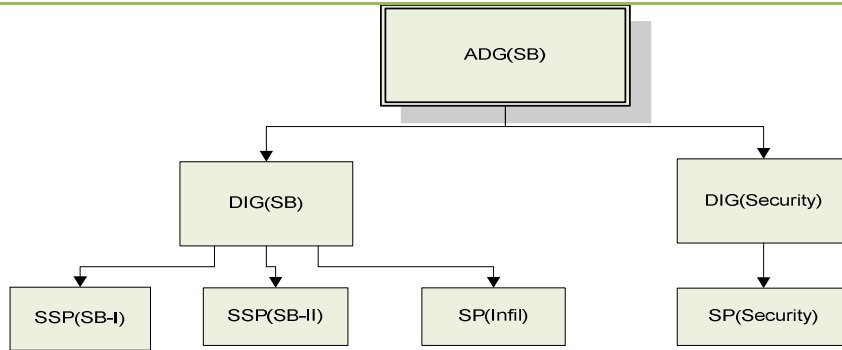 ADG(SB)
DIG(SB)
DIG(Security)
SSP(SB-I)
SSP(SB-II)
SP(Infil)
SP(Security)